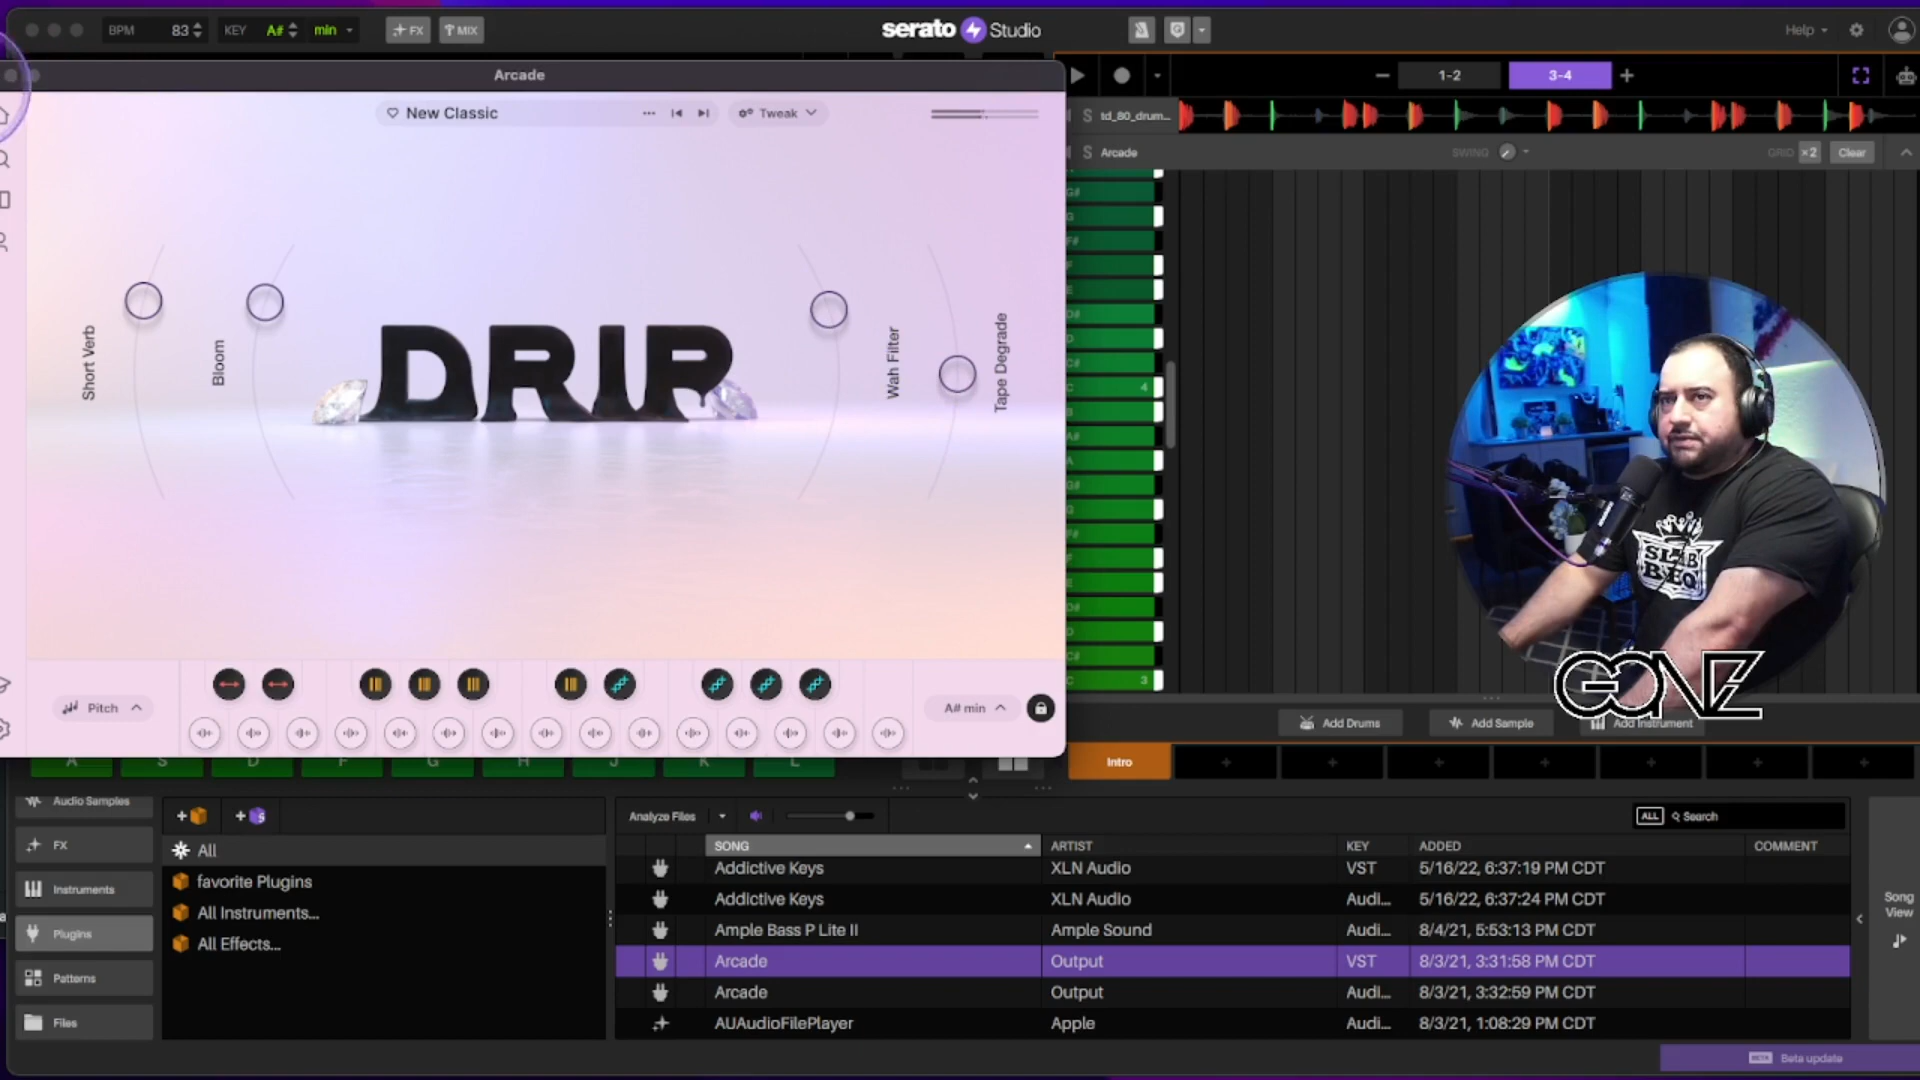 BPM 83 KEY A# min FX MIX
serato Studio
Help
Arcade
1-2 3-4
New Classic Tweak
S td_80_drum...
S Arcade SWING GRID x2 Clear
G#
G
F#
F
E
D#
D
C#
C 4
B
A#
A
G#
G
F#
F
E
D#
D
C#
C 3
Short Verb
Bloom
DRIP
Wah Filter
Tape Degrade
SLAB
B·B·Q
GONZ
Pitch
A# min
Add Drums Add Sample Add Instrument
A S D F G H J K L
Intro
Audio Samples
FX
Instruments
Plugins
Patterns
Files
All
favorite Plugins
All Instruments...
All Effects...
Analyze Files ALL Search
SONG ARTIST KEY ADDED COMMENT
Addictive Keys XLN Audio VST 5/16/22, 6:37:19 PM CDT
Addictive Keys XLN Audio Audi... 5/16/22, 6:37:24 PM CDT
Ample Bass P Lite II Ample Sound Audi... 8/4/21, 5:53:13 PM CDT
Arcade Output VST 8/3/21, 3:31:58 PM CDT
Arcade Output Audi... 8/3/21, 3:32:59 PM CDT
AUAudioFilePlayer Apple Audi... 8/3/21, 1:08:29 PM CDT
Song
View
BETA Beta update